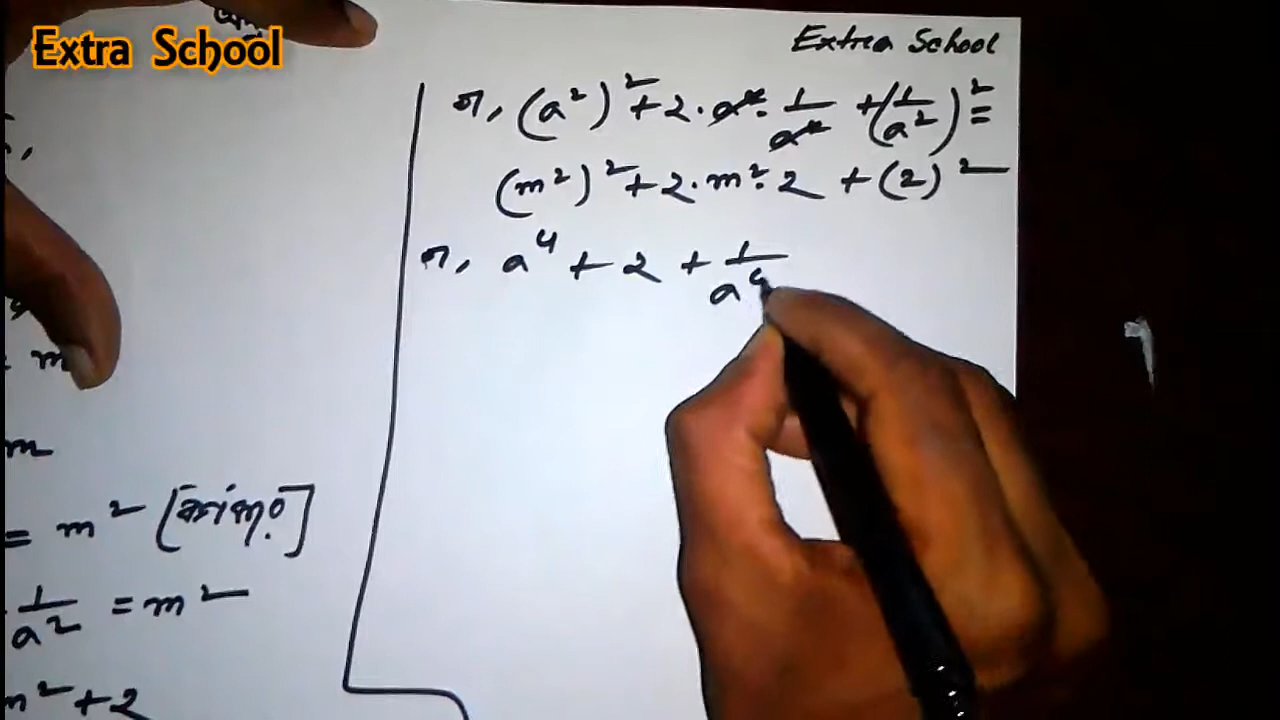 Extra School
Extra School
= m
m
= m² [বর্গ করে]
1/a² = m²
m² + 2
বা, (a²)² + 2 · a² · 1/a² + (1/a²)² =
(m²)² + 2 · m² · 2 + (2)²
বা, a⁴ + 2 + 1/a⁴